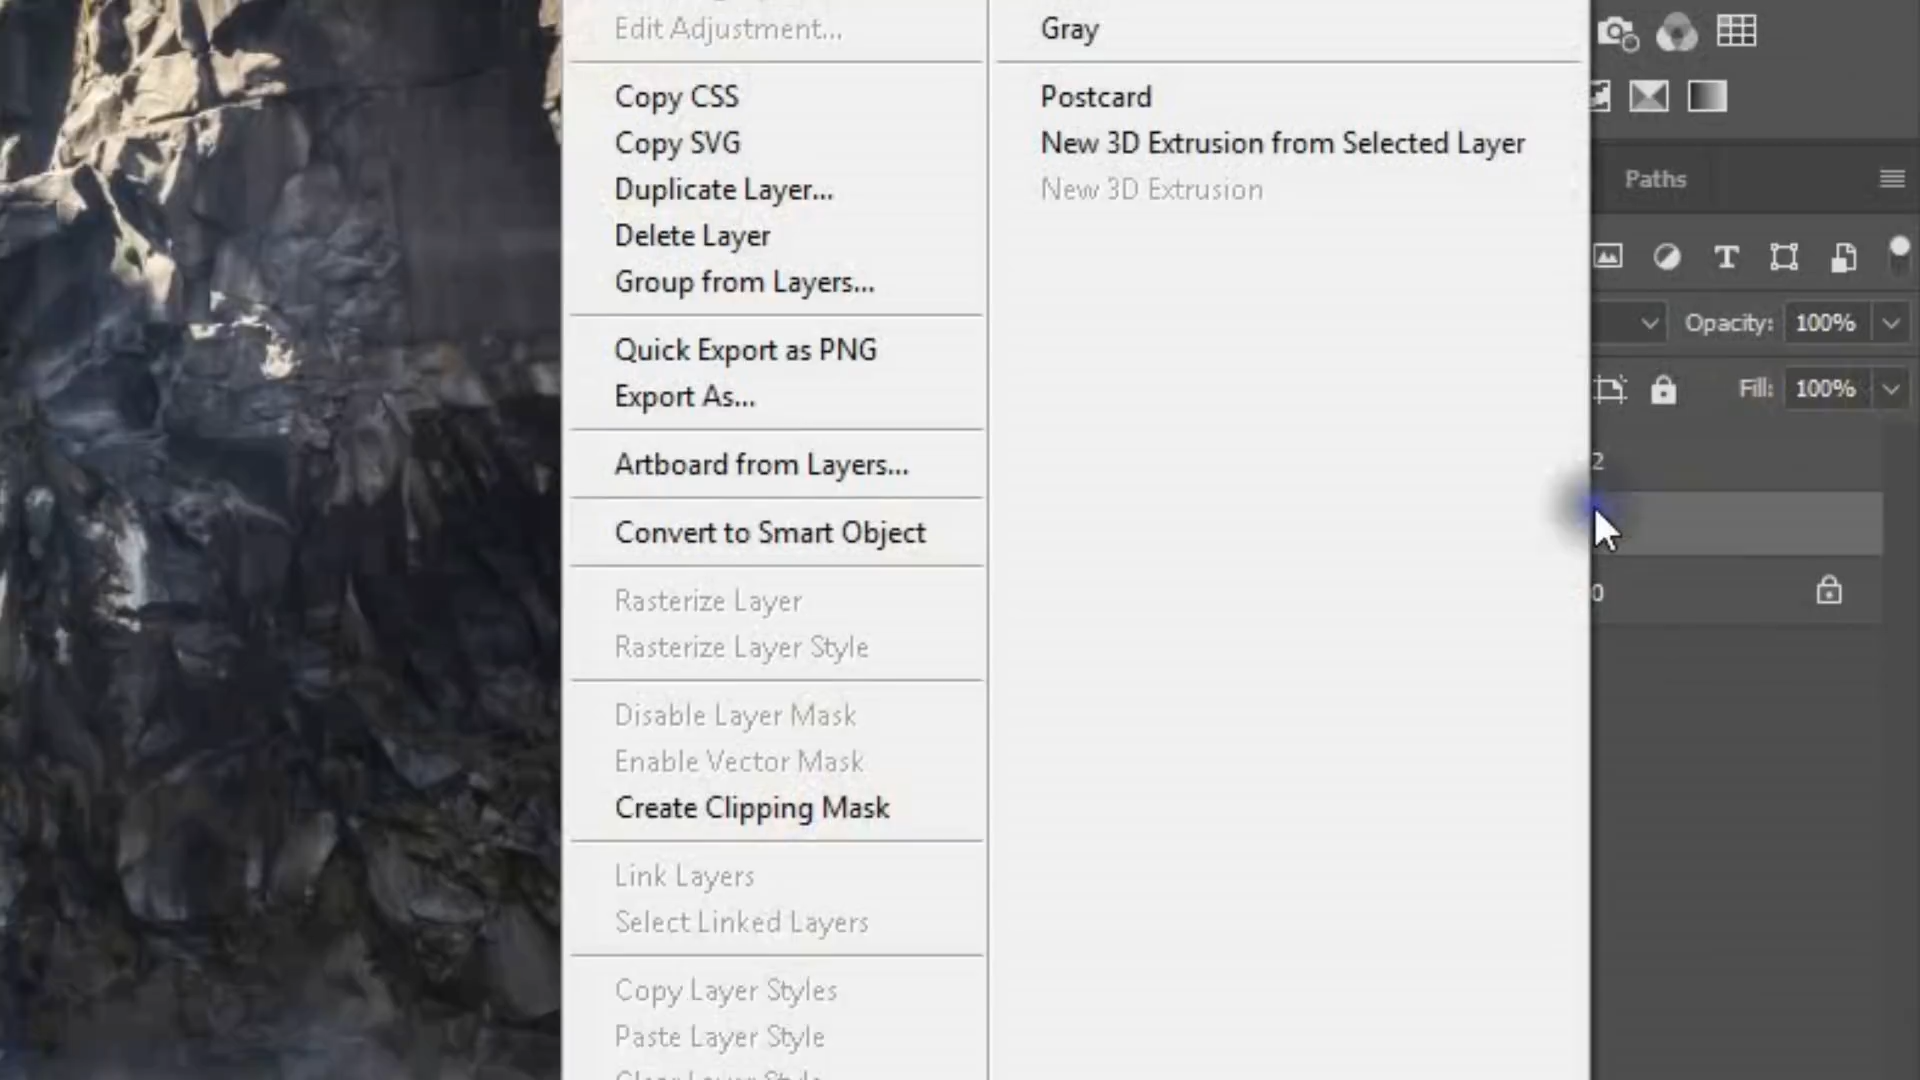 Edit Adjustment...
Copy CSS
Copy SVG
Duplicate Layer...
Delete Layer
Group from Layers...
Quick Export as PNG
Export As...
Artboard from Layers...
Convert to Smart Object
Rasterize Layer
Rasterize Layer Style
Disable Layer Mask
Enable Vector Mask
Create Clipping Mask
Link Layers
Select Linked Layers
Copy Layer Styles
Paste Layer Style
Gray
Postcard
New 3D Extrusion from Selected Layer
New 3D Extrusion
Paths
T
Opacity: 100%
Fill: 100%
2
0